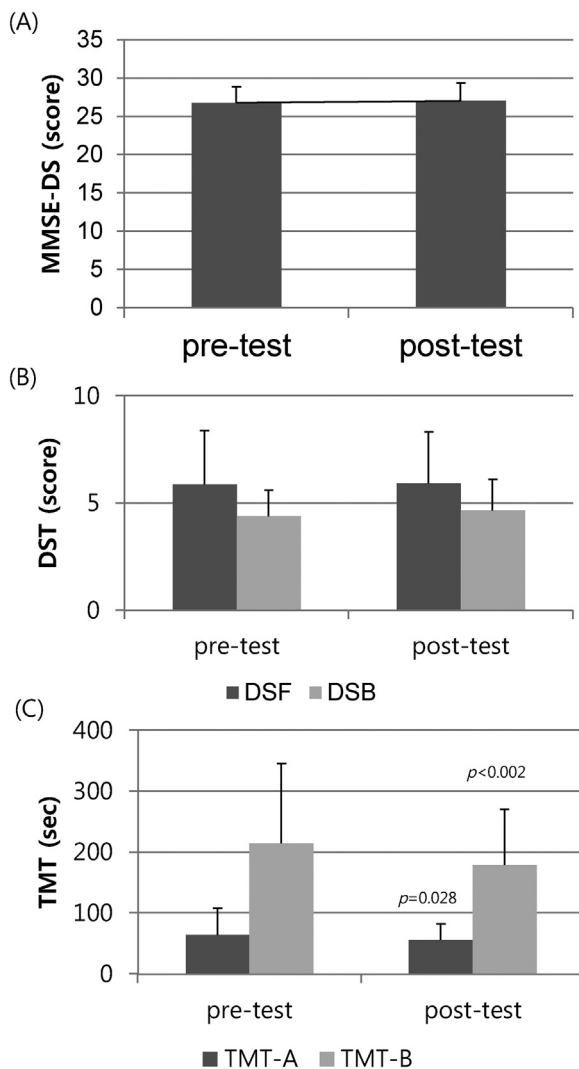 (A)
MMSE-DS (score)
35
30
25
20
15
10
5
0
pre-test post-test
(B)
DST (score)
10
5
0
pre-test post-test
DSF DSB
(C)
TMT (sec)
400
300
200
100
0
p<0.002
p=0.028
pre-test post-test
TMT-A TMT-B